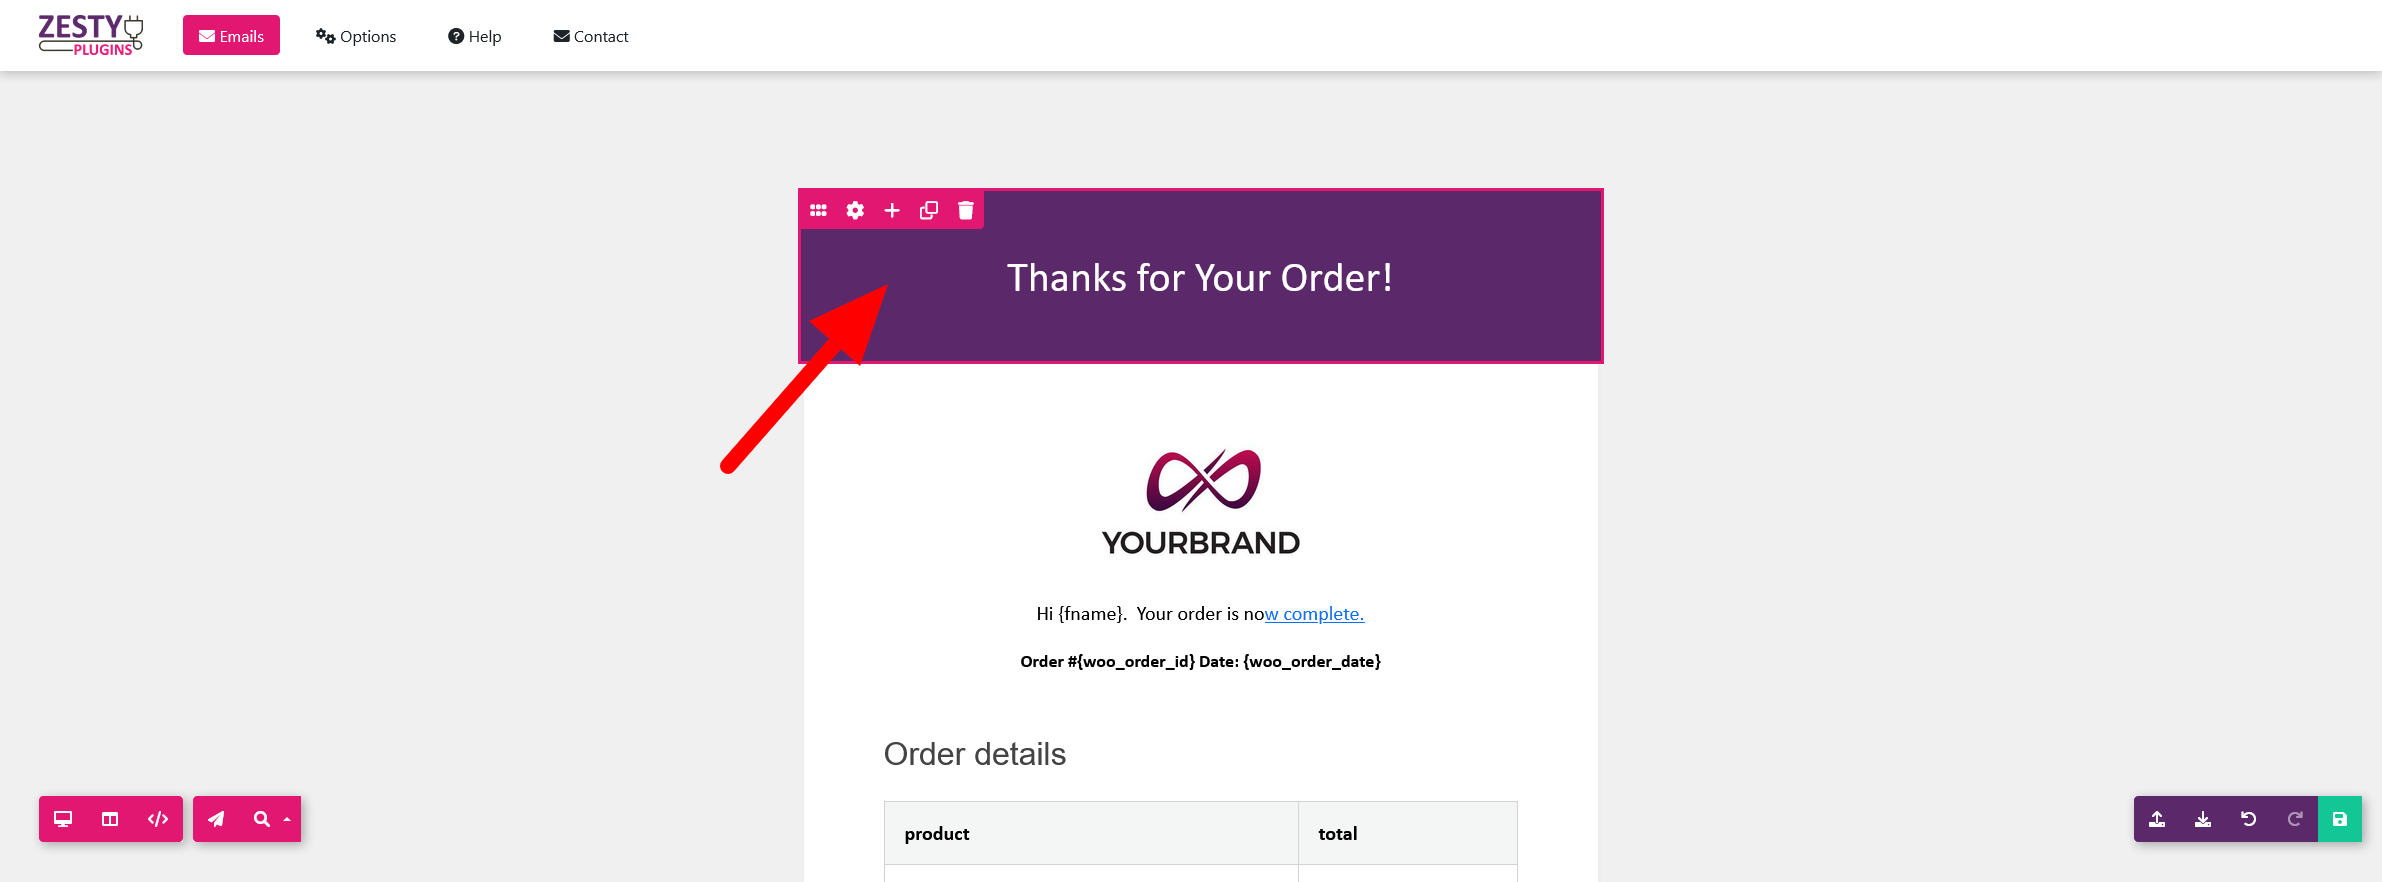 ZESTY
PLUGINS
Emails
Options
Help
Contact
Thanks for Your Order!
YOURBRAND
Hi {fname}.  Your order is now complete.
Order #{woo_order_id} Date: {woo_order_date}
Order details
product
total